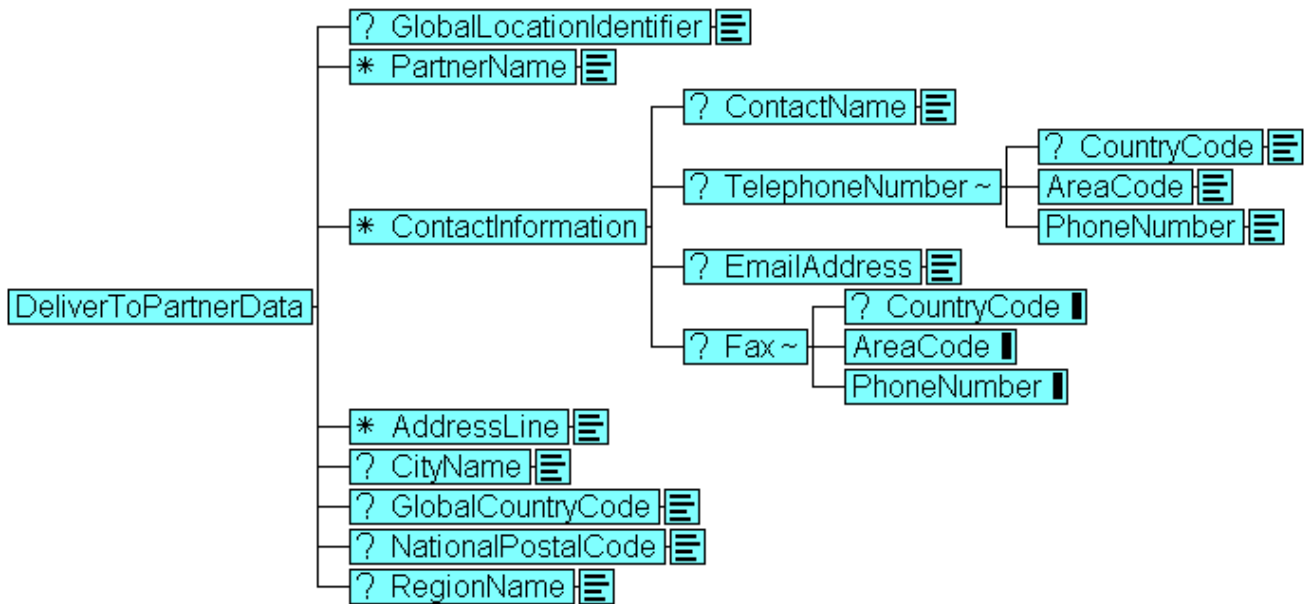 ? GlobalLocationIdentifier
* PartnerName
? ContactName
? CountryCode
? TelephoneNumber ~
AreaCode
PhoneNumber
* ContactInformation
? EmailAddress
DeliverToPartnerData
? CountryCode
? Fax ~
AreaCode
PhoneNumber
* AddressLine
? CityName
? GlobalCountryCode
? NationalPostalCode
? RegionName